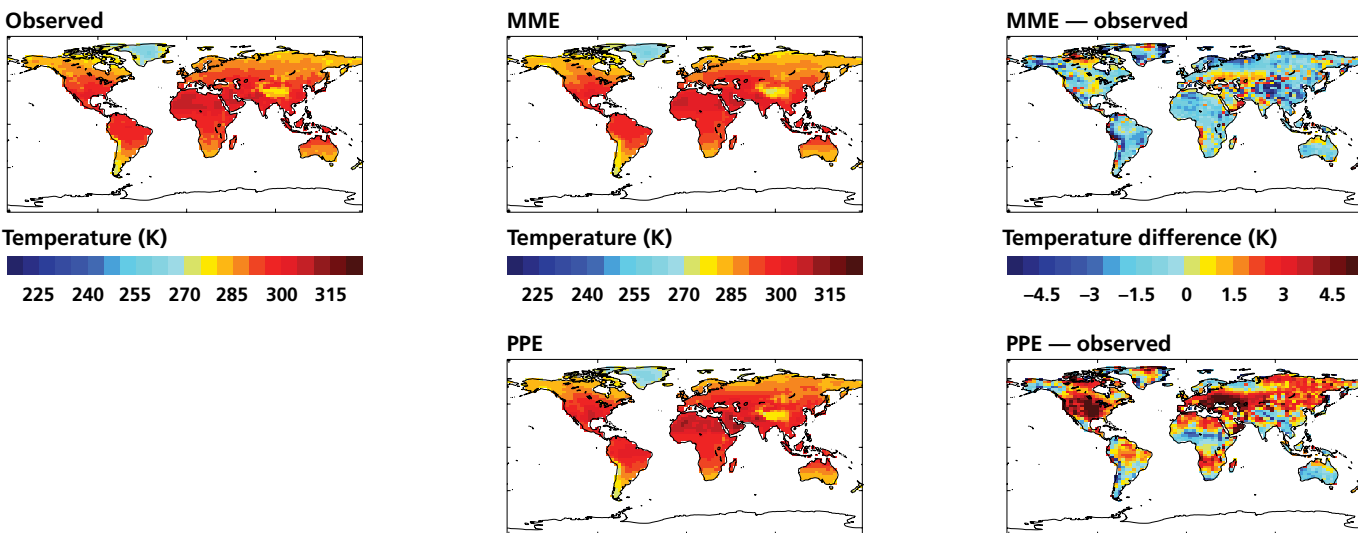 Observed
MME
MME — observed
Temperature (K)
225 240 255 270 285 300 315
Temperature (K)
225 240 255 270 285 300 315
Temperature difference (K)
–4.5 –3 –1.5 0 1.5 3 4.5
PPE
PPE — observed